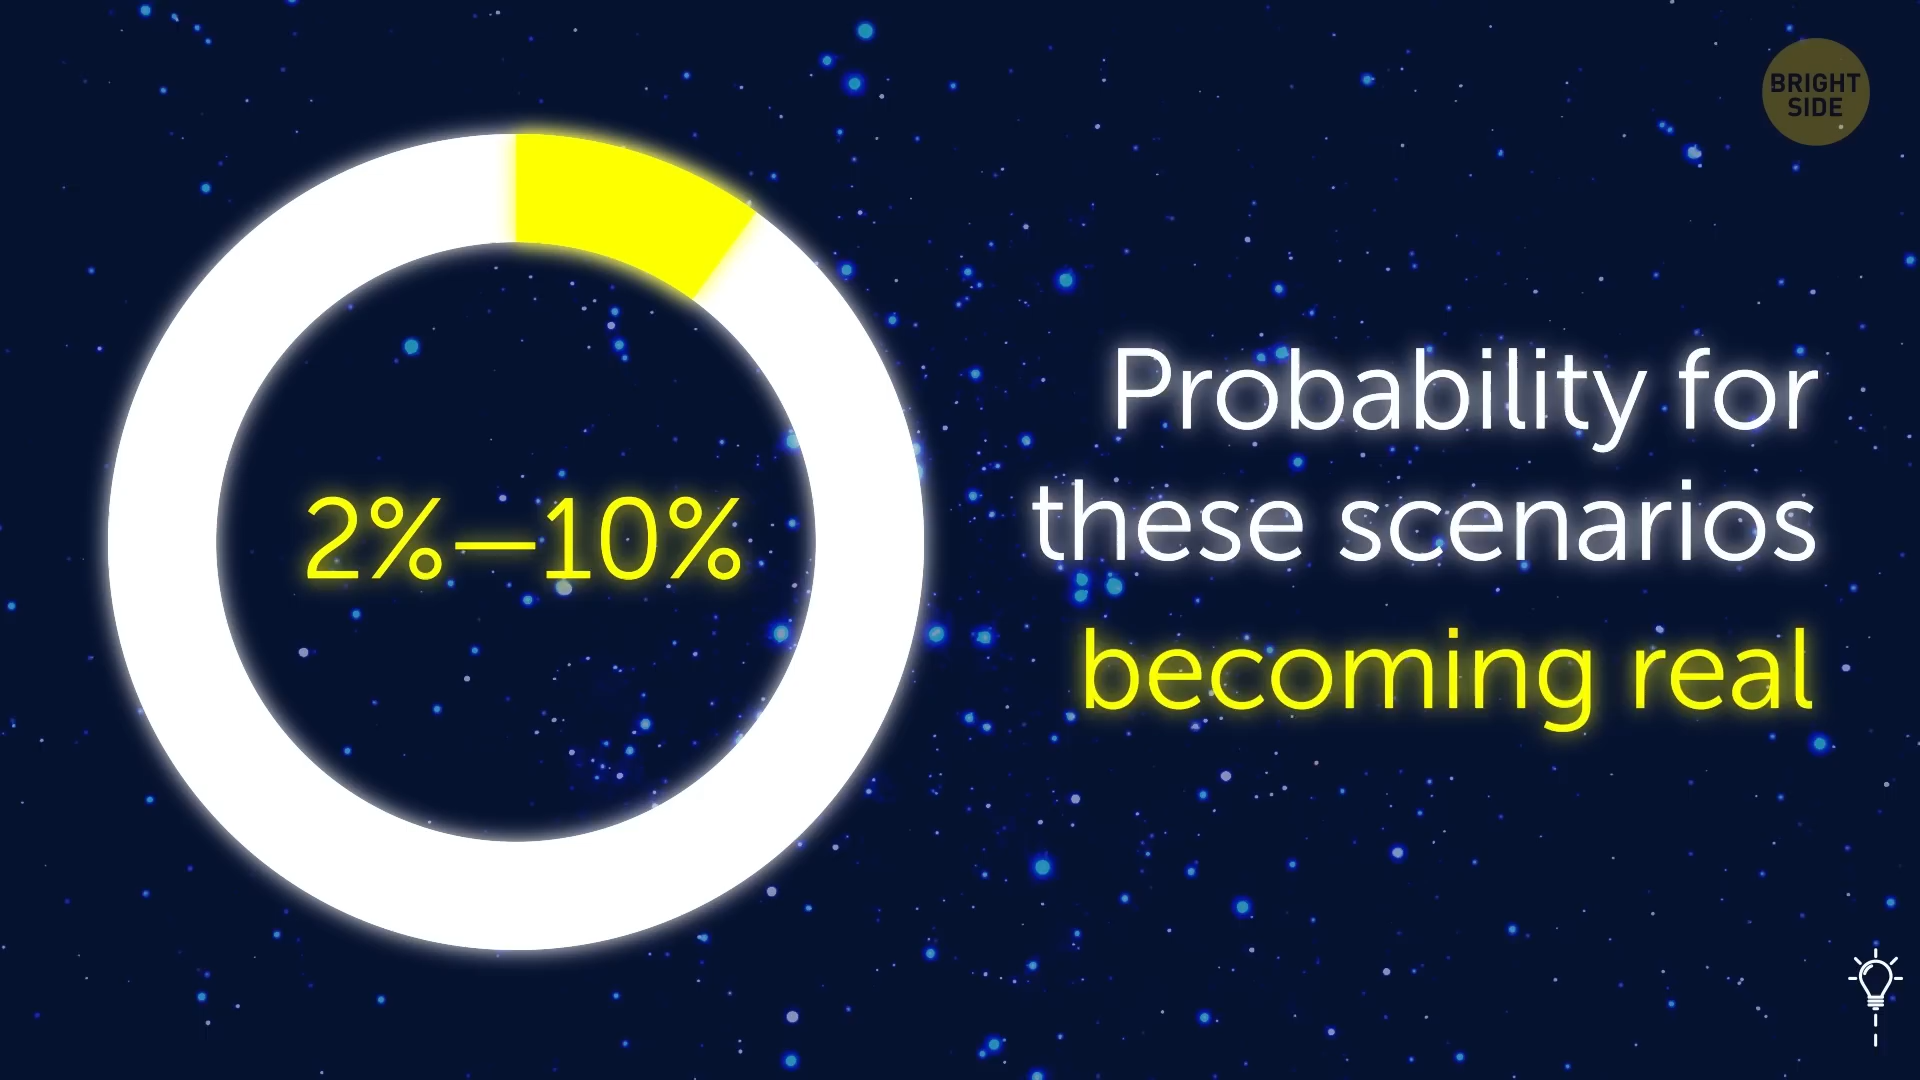 BRIGHT
SIDE
2%—10%
Probability for
these scenarios
becoming real